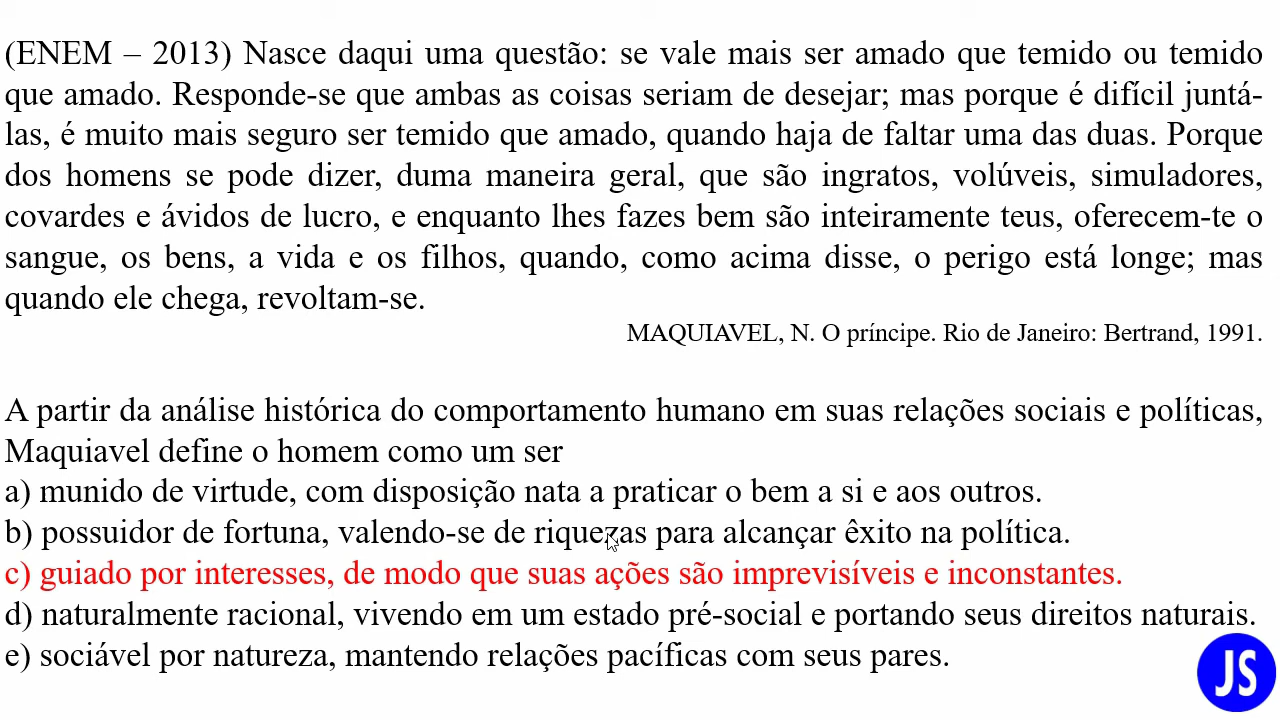 (ENEM – 2013) Nasce daqui uma questão: se vale mais ser amado que temido ou temido
que amado. Responde-se que ambas as coisas seriam de desejar; mas porque é difícil juntá-
las, é muito mais seguro ser temido que amado, quando haja de faltar uma das duas. Porque
dos homens se pode dizer, duma maneira geral, que são ingratos, volúveis, simuladores,
covardes e ávidos de lucro, e enquanto lhes fazes bem são inteiramente teus, oferecem-te o
sangue, os bens, a vida e os filhos, quando, como acima disse, o perigo está longe; mas
quando ele chega, revoltam-se.
MAQUIAVEL, N. O príncipe. Rio de Janeiro: Bertrand, 1991.
A partir da análise histórica do comportamento humano em suas relações sociais e políticas,
Maquiavel define o homem como um ser
a) munido de virtude, com disposição nata a praticar o bem a si e aos outros.
b) possuidor de fortuna, valendo-se de riquezas para alcançar êxito na política.
c) guiado por interesses, de modo que suas ações são imprevisíveis e inconstantes.
d) naturalmente racional, vivendo em um estado pré-social e portando seus direitos naturais.
e) sociável por natureza, mantendo relações pacíficas com seus pares.
JS